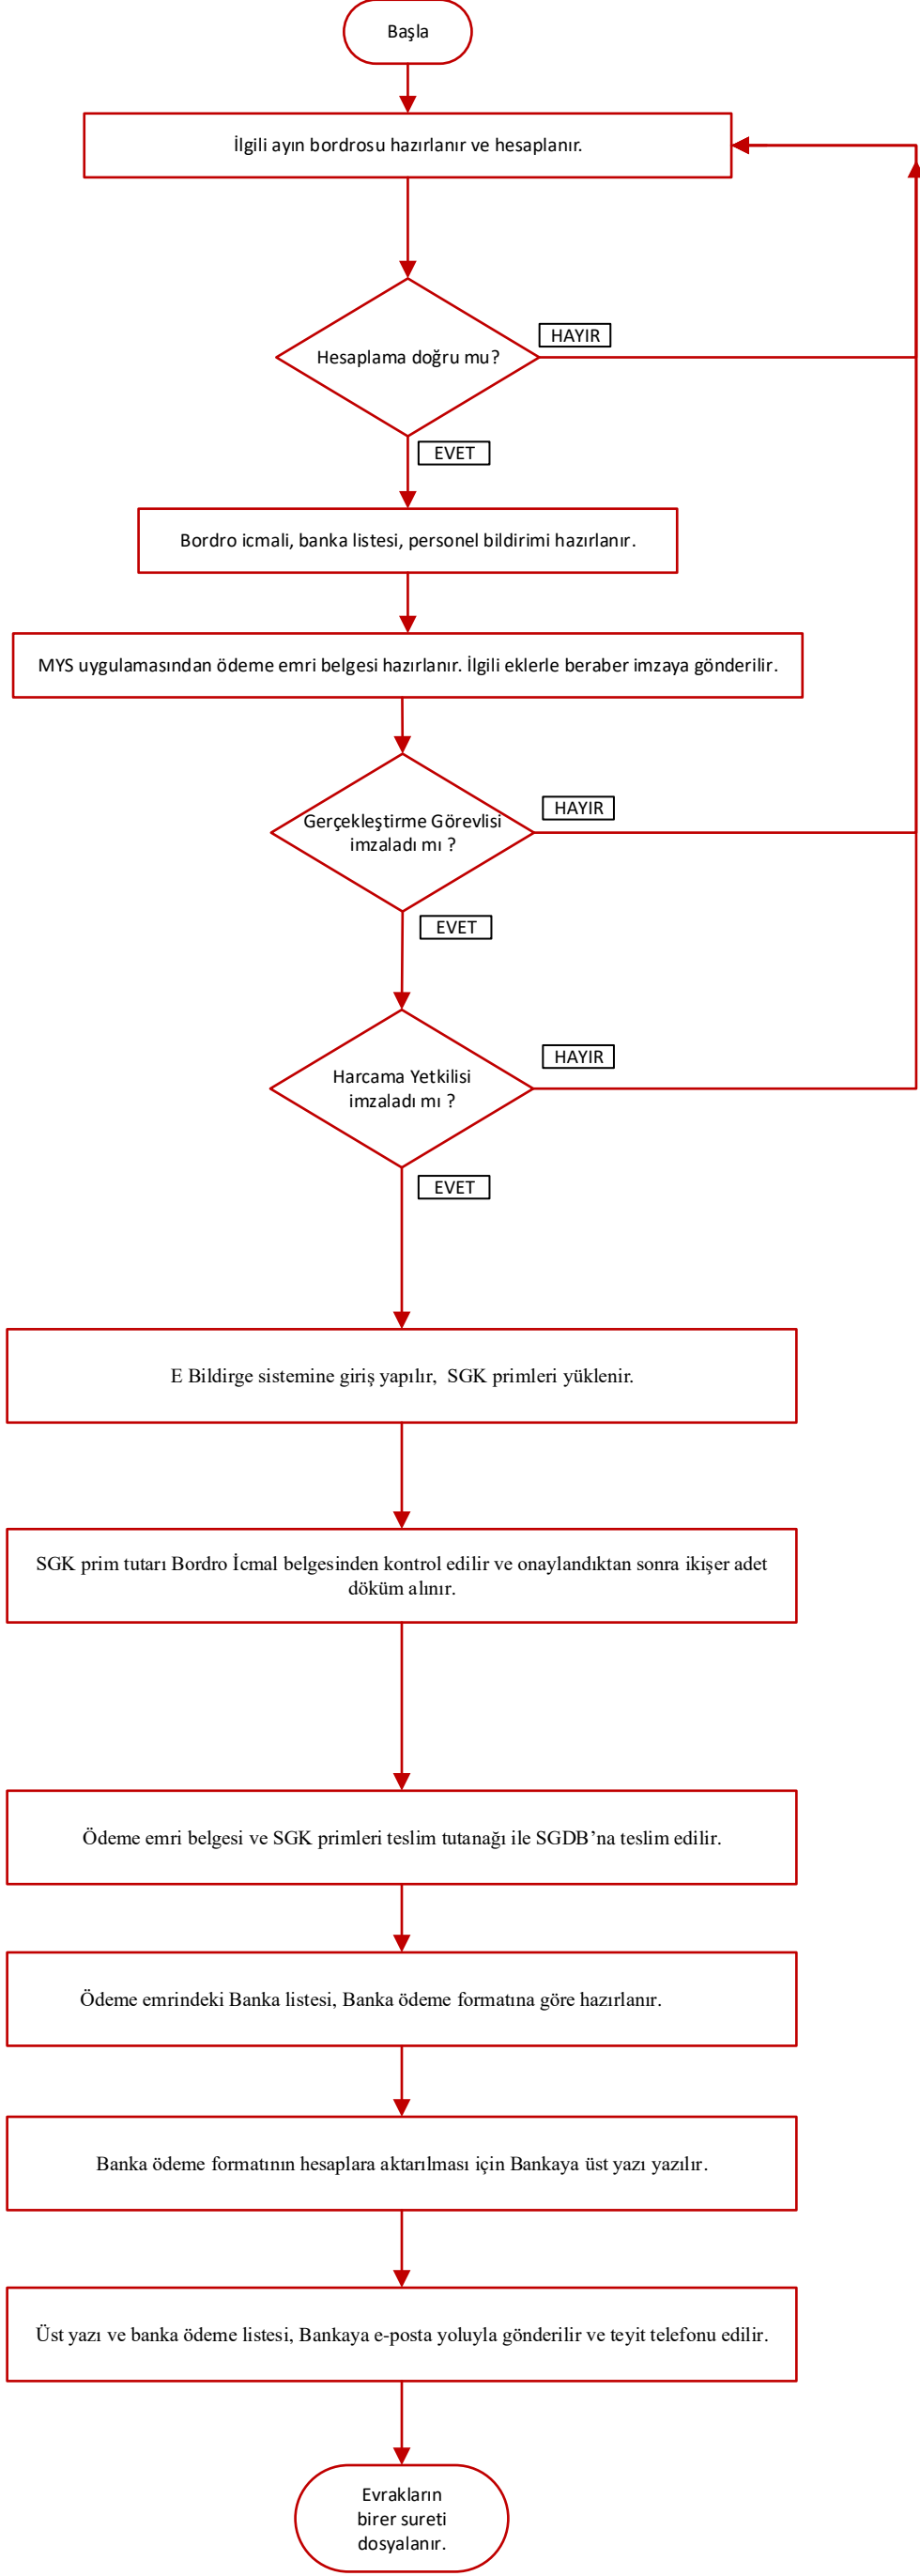 Başla
İlgili ayın bordrosu hazırlanır ve hesaplanır.
Hesaplama doğru mu?
HAYIR
EVET
Bordro icmali, banka listesi, personel bildirimi hazırlanır.
MYS uygulamasından ödeme emri belgesi hazırlanır. İlgili eklerle beraber imzaya gönderilir.
HAYIR
Gerçekleştirme Görevlisi
imzaladı mı ?
EVET
HAYIR
Harcama Yetkilisi
imzaladı mı ?
EVET
E Bildirge sistemine giriş yapılır, SGK primleri yüklenir.
SGK prim tutarı Bordro İcmal belgesinden kontrol edilir ve onaylandıktan sonra ikişer adet
döküm alınır.
Ödeme emri belgesi ve SGK primleri teslim tutanağı ile SGDB’na teslim edilir.
Ödeme emrindeki Banka listesi, Banka ödeme formatına göre hazırlanır.
Banka ödeme formatının hesaplara aktarılması için Bankaya üst yazı yazılır.
Üst yazı ve banka ödeme listesi, Bankaya e-posta yoluyla gönderilir ve teyit telefonu edilir.
Evrakların
birer sureti
dosyalanır.